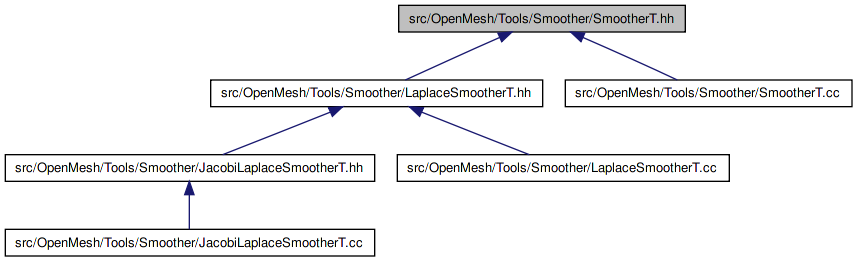 src/OpenMesh/Tools/Smoother/SmootherT.hh
src/OpenMesh/Tools/Smoother/LaplaceSmootherT.hh
src/OpenMesh/Tools/Smoother/SmootherT.cc
src/OpenMesh/Tools/Smoother/JacobiLaplaceSmootherT.hh
src/OpenMesh/Tools/Smoother/LaplaceSmootherT.cc
src/OpenMesh/Tools/Smoother/JacobiLaplaceSmootherT.cc